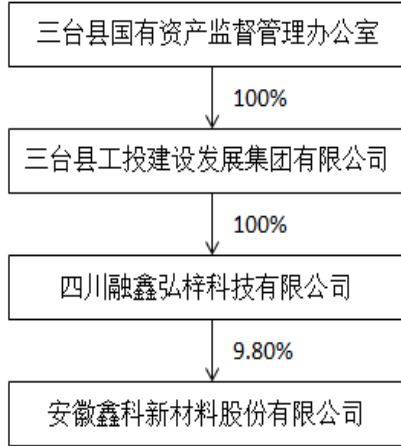 三台县国有资产监督管理办公室
100%
三台县工投建设发展集团有限公司
100%
四川融鑫弘梓科技有限公司
9.80%
安徽鑫科新材料股份有限公司